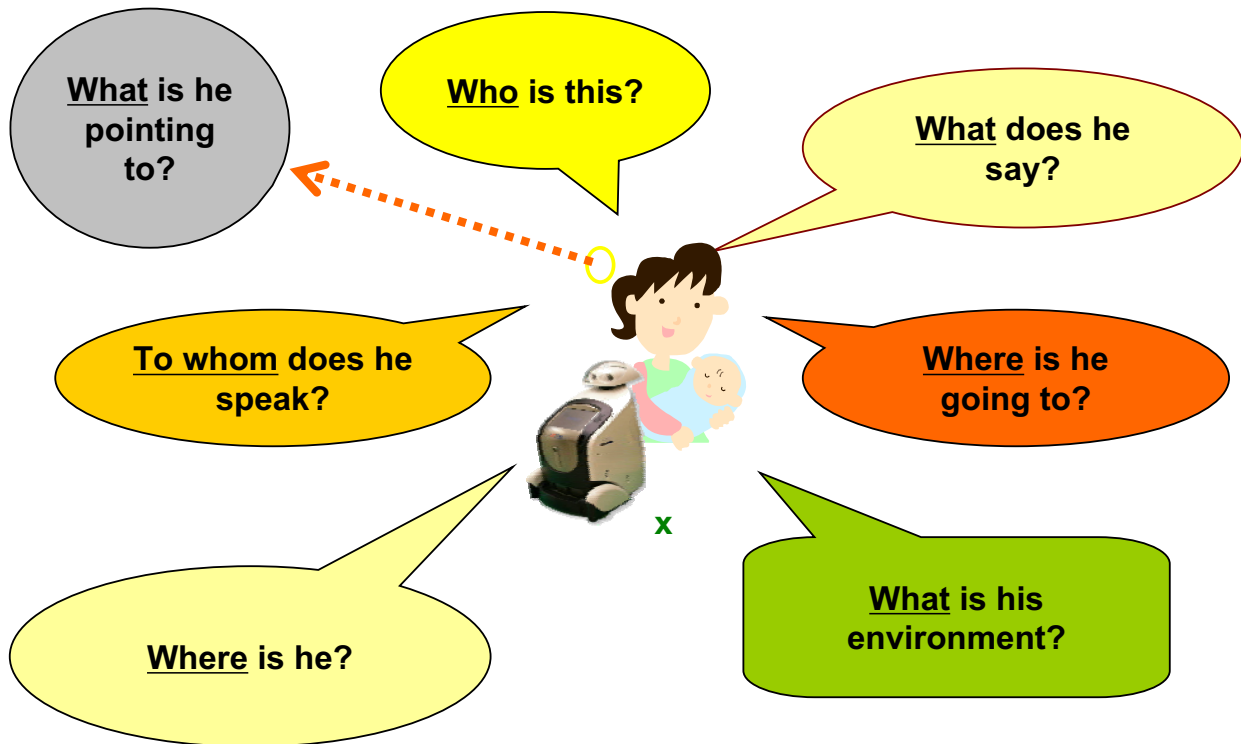 What is he
pointing
to?
Who is this?
What does he
say?
To whom does he
speak?
Where is he
going to?
Where is he?
x
What is his
environment?